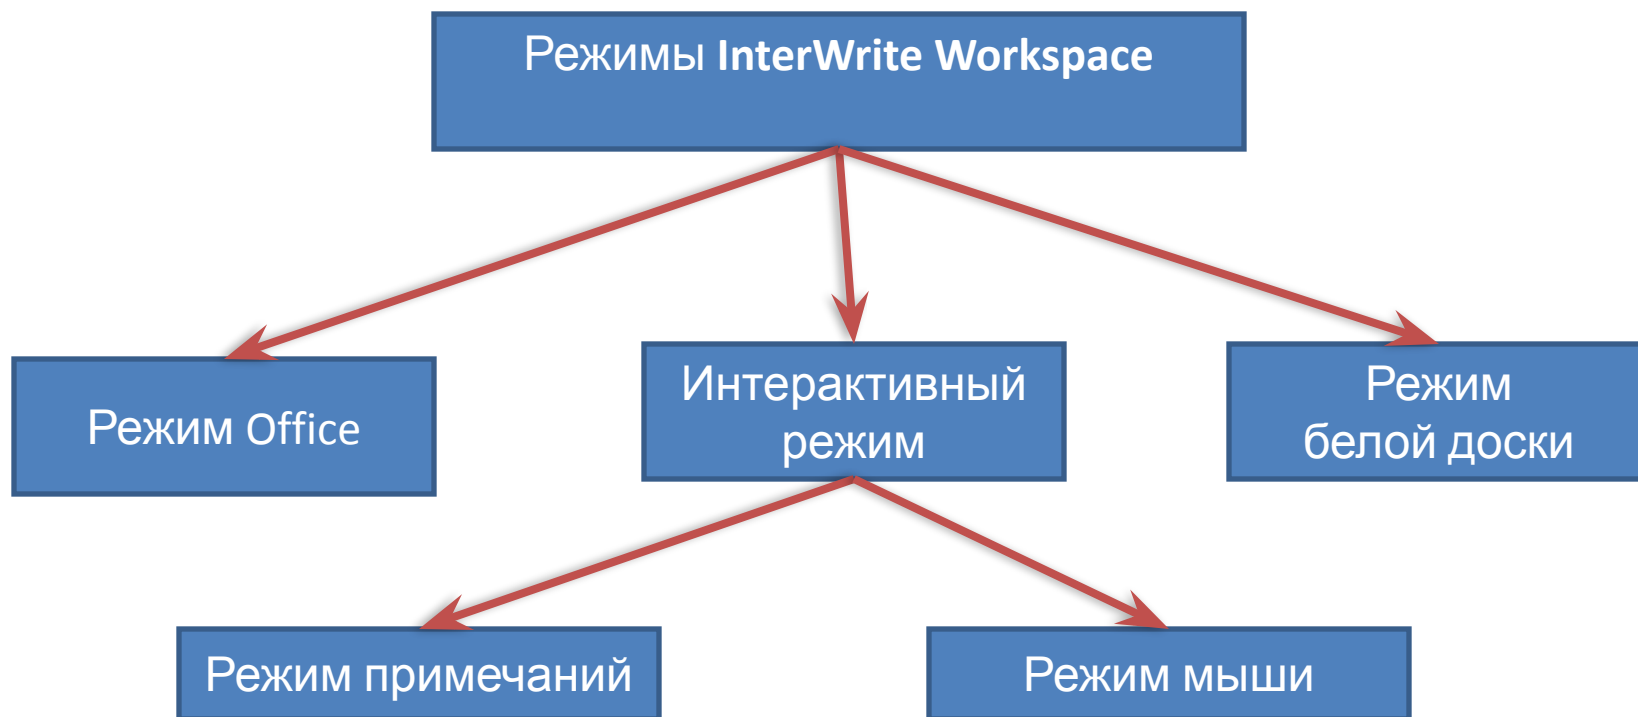 Режимы InterWrite Workspace
Режим Office
Интерактивный
режим
Режим
белой доски
Режим примечаний
Режим мыши